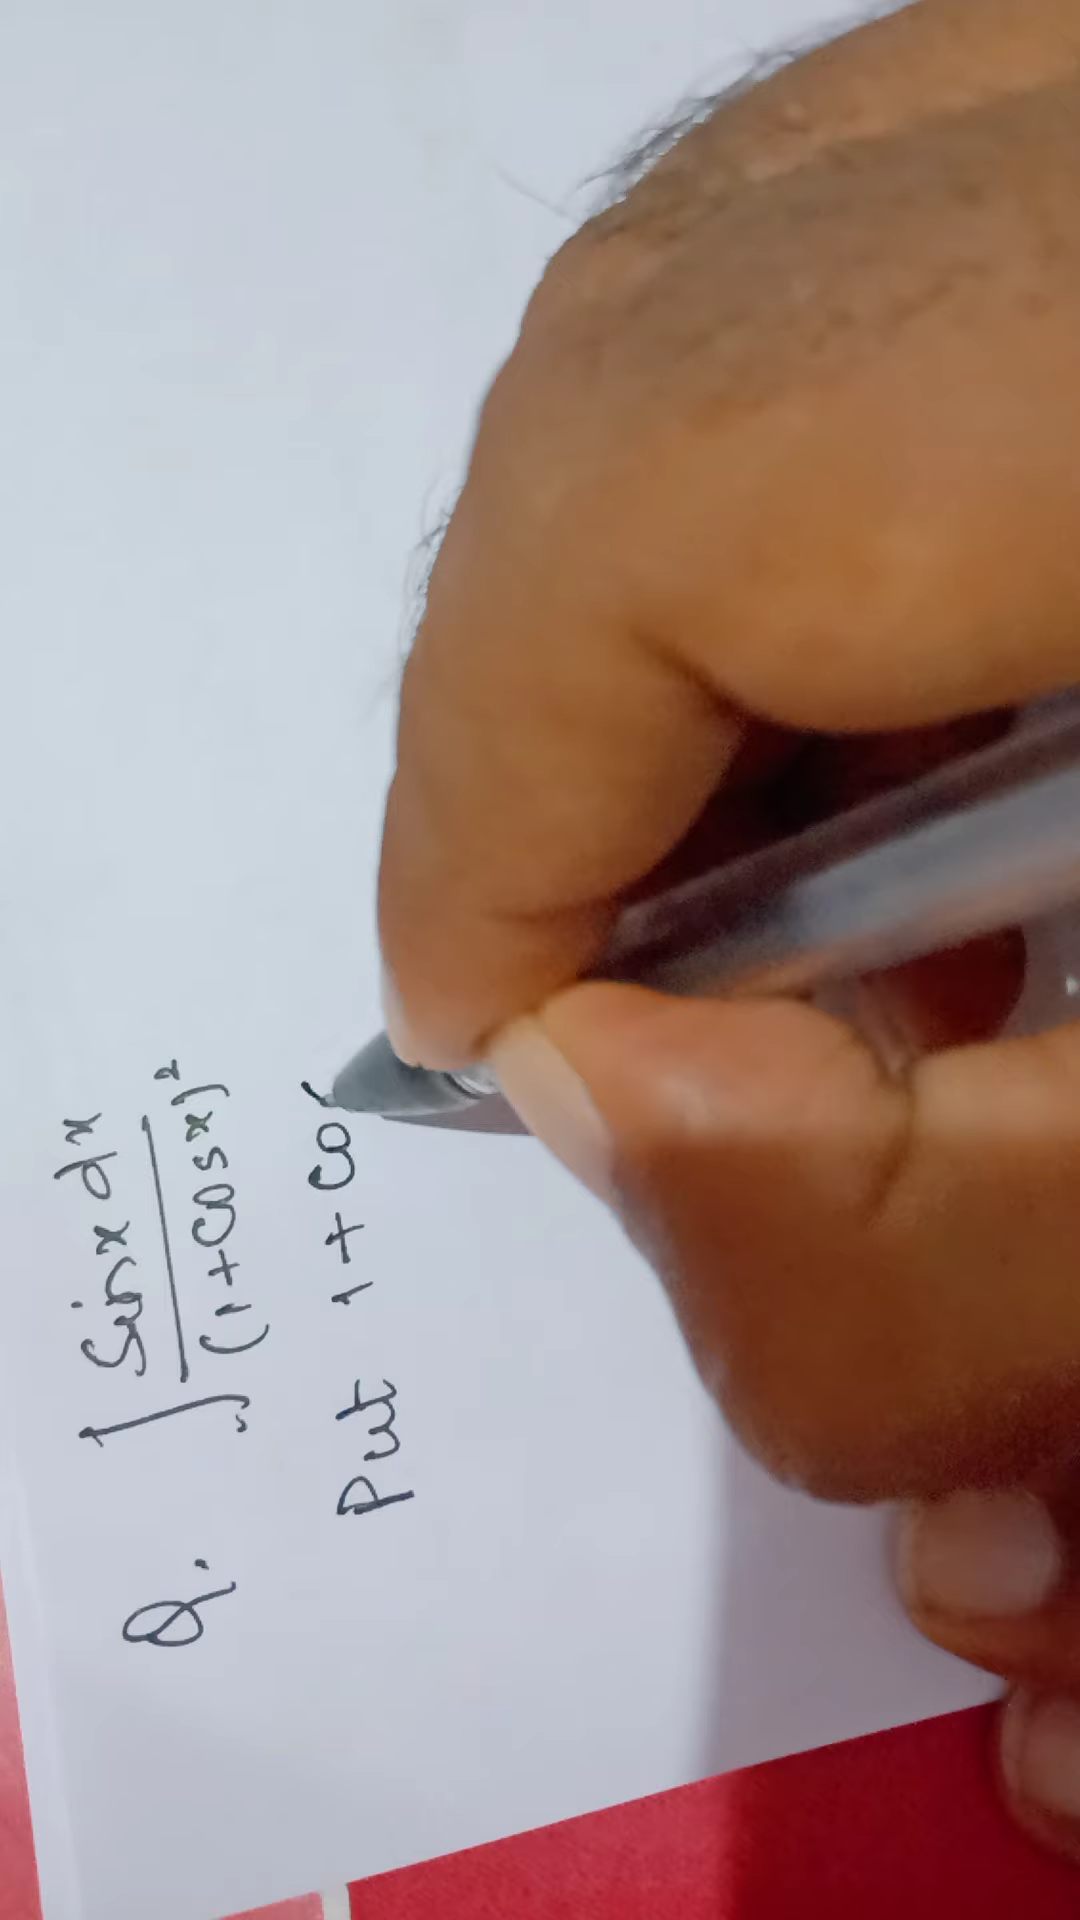 Q. ∫ sinx dx / (1+cosx)²
Put 1 + co